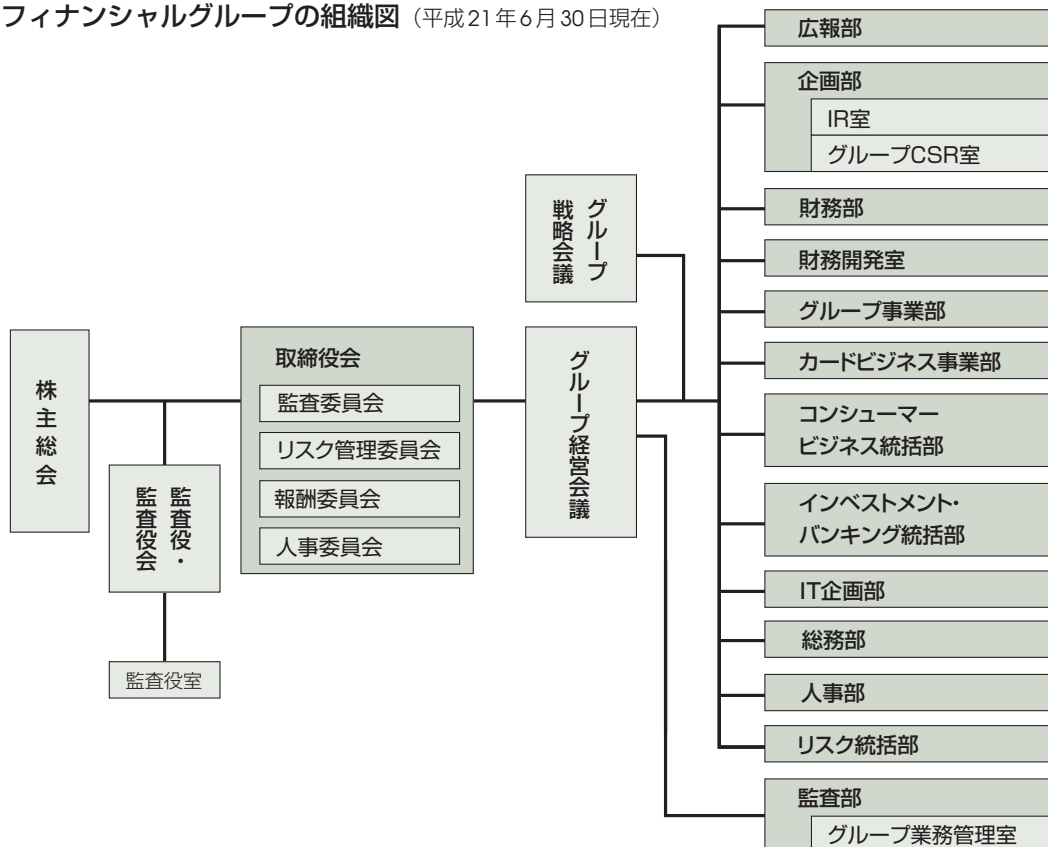 フィナンシャルグループの組織図（平成21年6月30日現在）
株主総会
監査役・
監査役会
監査役室
取締役会
監査委員会
リスク管理委員会
報酬委員会
人事委員会
グループ
戦略会議
グループ経営会議
広報部
企画部
IR室
グループCSR室
財務部
財務開発室
グループ事業部
カードビジネス事業部
コンシューマー
ビジネス統括部
インベストメント・
バンキング統括部
IT企画部
総務部
人事部
リスク統括部
監査部
グループ業務管理室